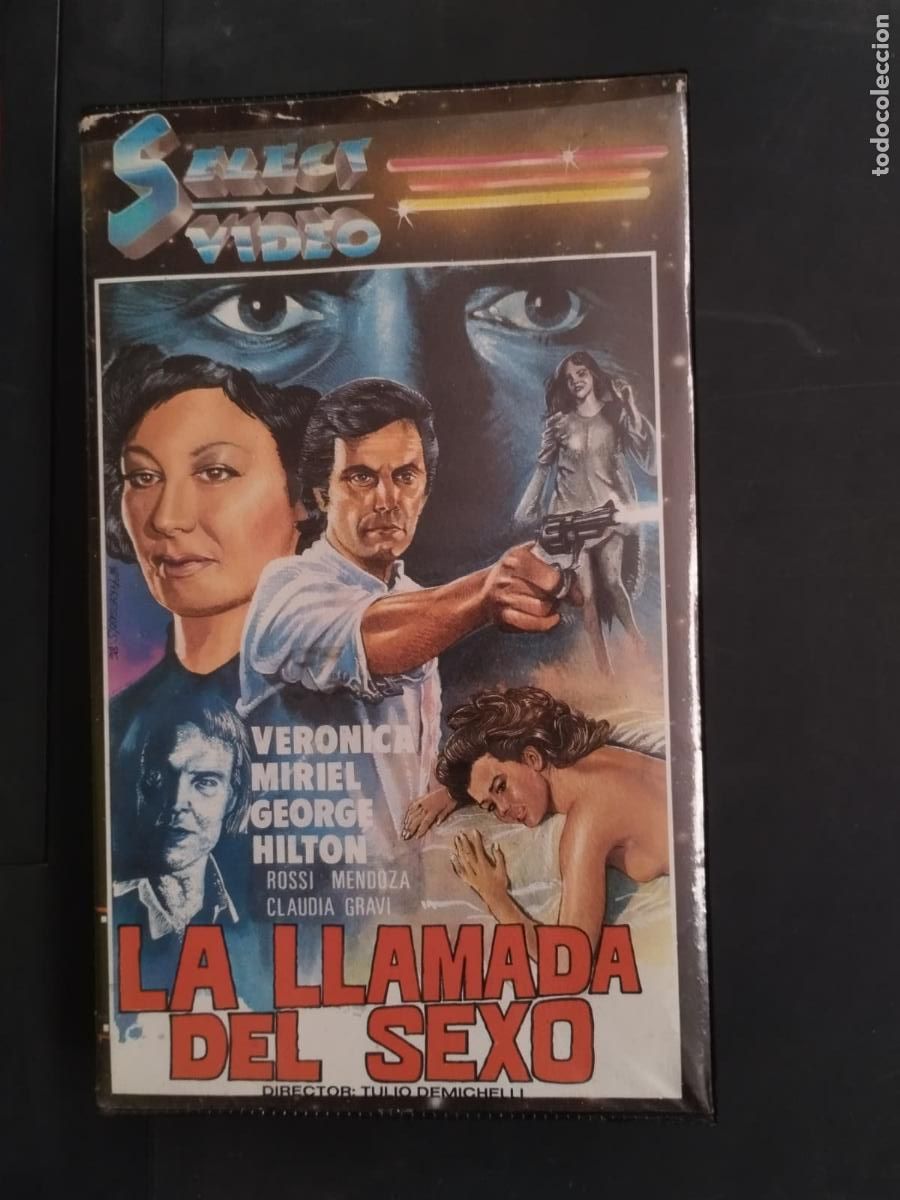 todocoleccion
SELECT
VIDEO
VERONICA
MIRIEL
GEORGE
HILTON
ROSSI MENDOZA
CLAUDIA GRAVI
LA LLAMADA
DEL SEXO
DIRECTOR: TULIO DEMICHELLI